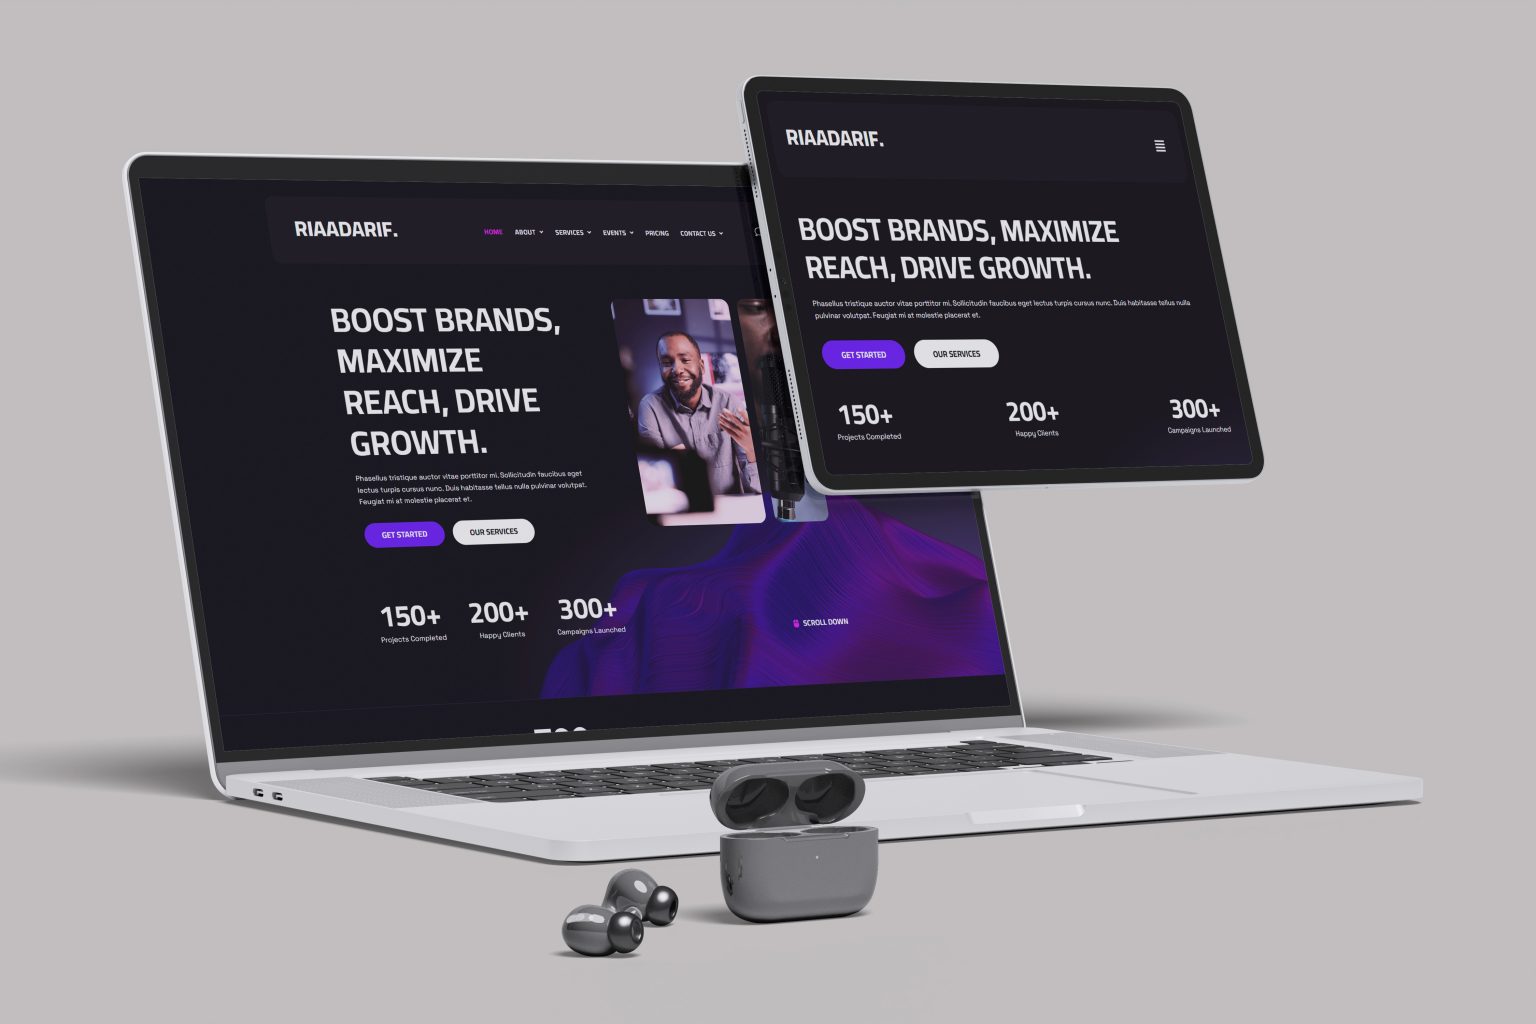 RIAADARIF.
HOME ABOUT SERVICES EVENTS PRICING CONTACT US
BOOST BRANDS,
MAXIMIZE
REACH, DRIVE
GROWTH.
Phasellus tristique auctor vitae porttitor mi. Sollicitudin faucibus eget
lectus turpis cursus nunc. Duis habitasse tellus nulla pulvinar volutpat.
Feugiat mi at molestie placerat et.
GET STARTED OUR SERVICES
150+ 200+ 300+
Projects Completed Happy Clients Campaigns Launched
SCROLL DOWN
RIAADARIF.
BOOST BRANDS, MAXIMIZE
REACH, DRIVE GROWTH.
Phasellus tristique auctor vitae porttitor mi. Sollicitudin faucibus eget lectus turpis cursus nunc. Duis habitasse tellus nulla
pulvinar volutpat. Feugiat mi at molestie placerat et.
GET STARTED OUR SERVICES
150+ 200+ 300+
Projects Completed Happy Clients Campaigns Launched